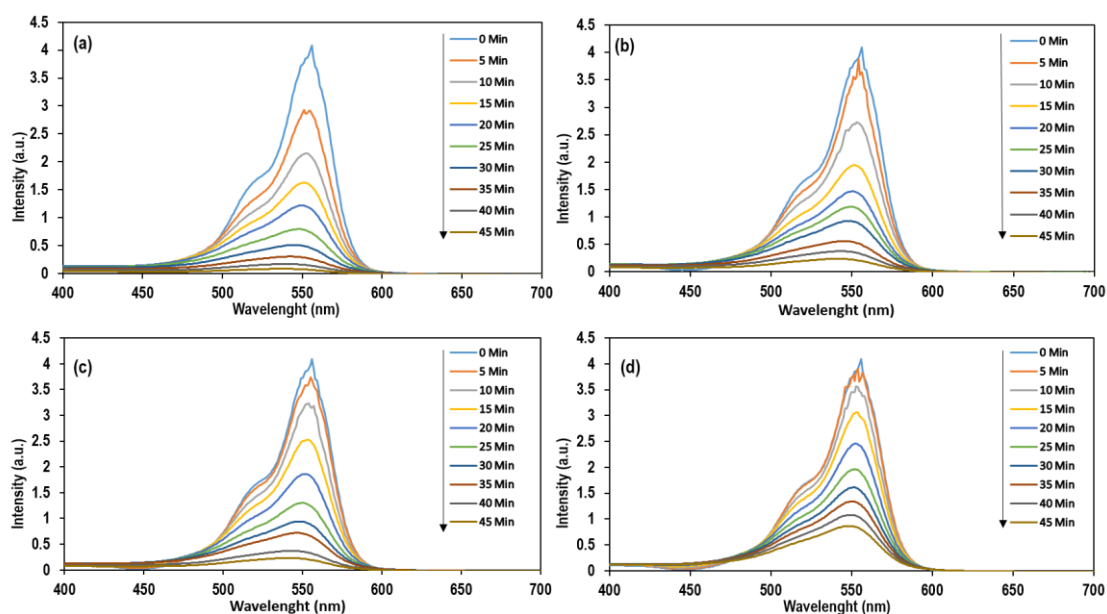 (a)
Intensity (a.u.)
4.5
4
3.5
3
2.5
2
1.5
1
0.5
0
400 450 500 550 600 650 700
Wavelenght (nm)
0 Min
5 Min
10 Min
15 Min
20 Min
25 Min
30 Min
35 Min
40 Min
45 Min
(b)
Intensity (a.u.)
4.5
4
3.5
3
2.5
2
1.5
1
0.5
0
400 450 500 550 600 650 700
Wavelenght (nm)
0 Min
5 Min
10 Min
15 Min
20 Min
25 Min
30 Min
35 Min
40 Min
45 Min
(c)
Intensity (a.u.)
4.5
4
3.5
3
2.5
2
1.5
1
0.5
0
400 450 500 550 600 650 700
Wavelenght (nm)
0 Min
5 Min
10 Min
15 Min
20 Min
25 Min
30 Min
35 Min
40 Min
45 Min
(d)
Intensity (a.u.)
4.5
4
3.5
3
2.5
2
1.5
1
0.5
0
400 450 500 550 600 650 700
Wavelenght (nm)
0 Min
5 Min
10 Min
15 Min
20 Min
25 Min
30 Min
35 Min
40 Min
45 Min